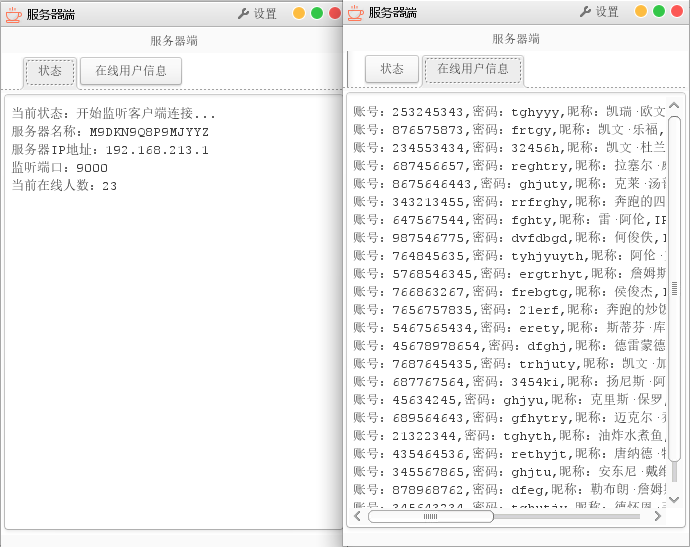 服务器端
设置
服务器端
状态
在线用户信息
当前状态：开始监听客户端连接...
服务器名称：M9DKN9Q8P9MJYYZ
服务器IP地址：192.168.213.1
监听端口：9000
当前在线人数：23
服务器端
设置
服务器端
状态
在线用户信息
账号：253245343,密码：tghyyy,昵称：凯瑞·欧文
账号：876575873,密码：frtgy,昵称：凯文·乐福,
账号：234553434,密码：32456h,昵称：凯文·杜兰
账号：687456657,密码：reghtry,昵称：拉塞尔·
账号：8675646443,密码：ghjuty,昵称：克莱·汤
账号：343213455,密码：rrfrghy,昵称：奔跑的四
账号：647567544,密码：fghty,昵称：雷·阿伦,IP
账号：987546775,密码：dvfdbgd,昵称：何俊佚,
账号：764845635,密码：tyhjyuyth,昵称：阿伦·
账号：5768546345,密码：ergtrhyt,昵称：詹姆斯
账号：766863267,密码：frebgtg,昵称：侯俊杰,
账号：7656757835,密码：21erf,昵称：奔跑的炒饭
账号：5467565434,密码：erety,昵称：斯蒂芬·库
账号：45678978654,密码：dfghj,昵称：德雷蒙德
账号：7687645435,密码：trhjuty,昵称：凯文·加
账号：687767564,密码：3454ki,昵称：扬尼斯·阿
账号：45634245,密码：ghjyu,昵称：克里斯·保罗,
账号：689564643,密码：gfhytry,昵称：迈克尔·乔
账号：21322344,密码：tghyth,昵称：油炸水煮鱼,
账号：435464536,密码：rethyjt,昵称：唐纳德·
账号：345567865,密码：ghjtu,昵称：安东尼·戴维
账号：878968762,密码：dfeg,昵称：勒布朗·詹姆斯
账号：345643234,密码：tghytjy,昵称：德怀恩·